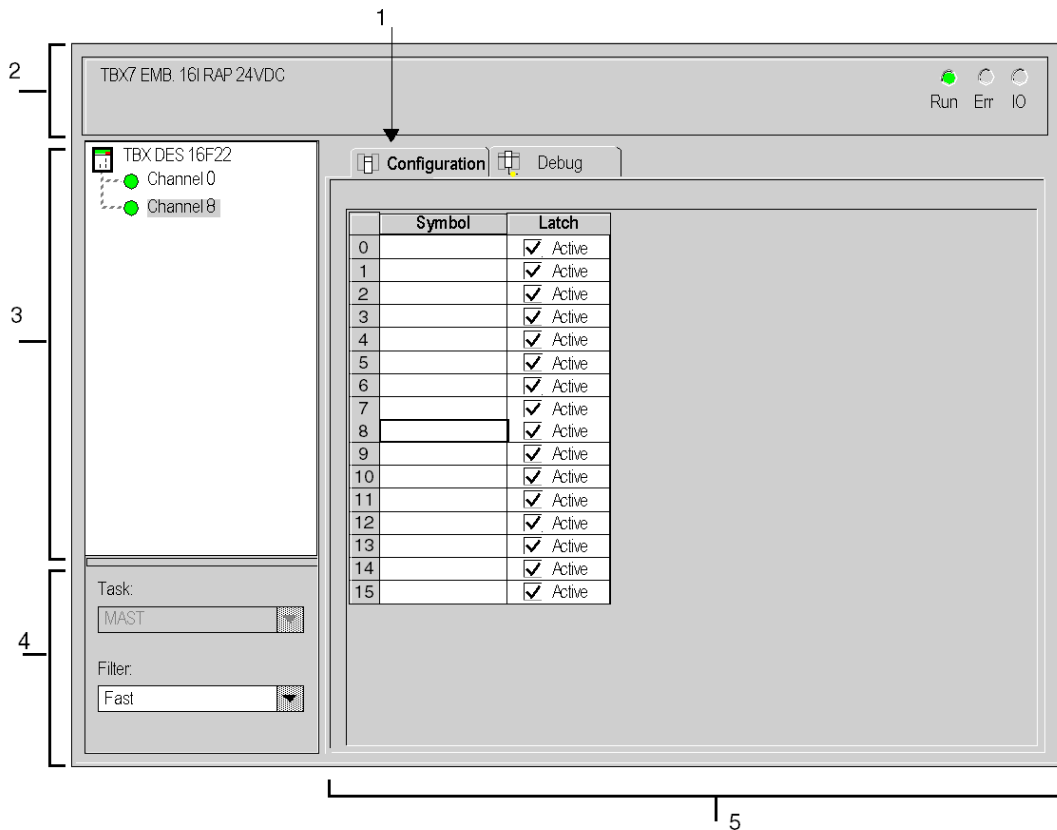 1
2
TBX7 EMB. 16I RAP 24VDC
Run Err IO
3
TBX DES 16F22
Channel 0
Channel 8
Configuration Debug
Symbol Latch
0 Active
1 Active
2 Active
3 Active
4 Active
5 Active
6 Active
7 Active
8 Active
9 Active
10 Active
11 Active
12 Active
13 Active
14 Active
15 Active
4
Task:
MAST
Filter:
Fast
5